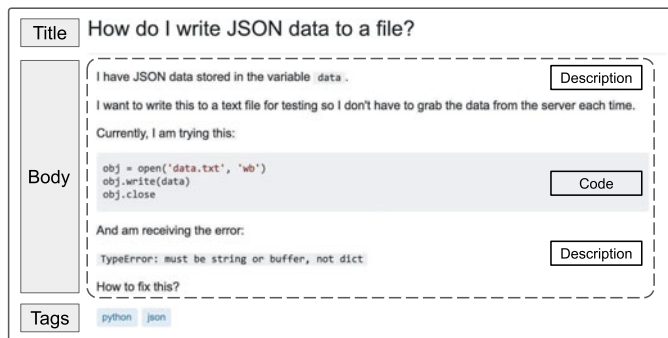 Title
How do I write JSON data to a file?
Body
I have JSON data stored in the variable data.
Description
I want to write this to a text file for testing so I don't have to grab the data from the server each time.
Currently, I am trying this:
obj = open('data.txt', 'wb')
obj.write(data)
obj.close
Code
And am receiving the error:
TypeError: must be string or buffer, not dict
Description
How to fix this?
Tags
python json